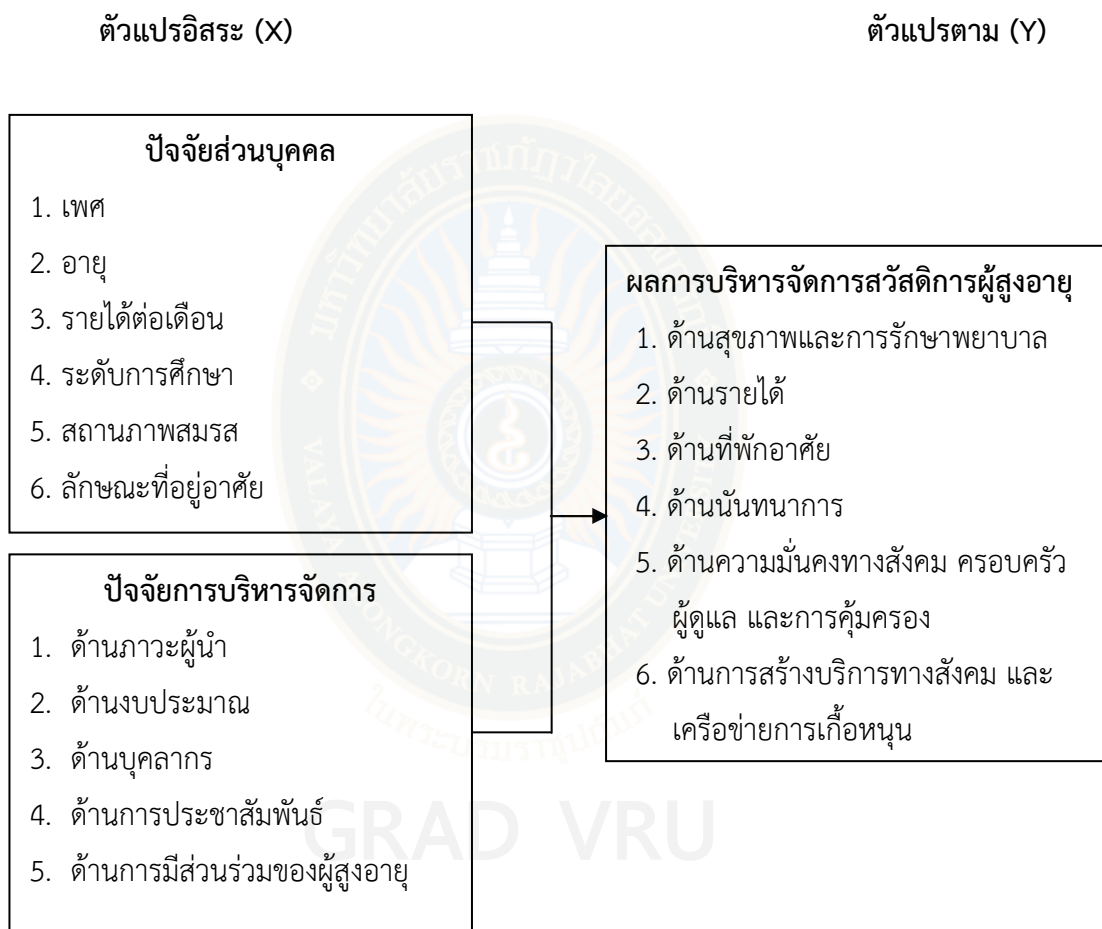 ตัวแปรอิสระ (X)
ตัวแปรตาม (Y)
ปัจจัยส่วนบุคคล
1. เพศ
2. อายุ
3. รายได้ต่อเดือน
4. ระดับการศึกษา
5. สถานภาพสมรส
6. ลักษณะที่อยู่อาศัย
ปัจจัยการบริหารจัดการ
1. ด้านภาวะผู้นำ
2. ด้านงบประมาณ
3. ด้านบุคลากร
4. ด้านการประชาสัมพันธ์
5. ด้านการมีส่วนร่วมของผู้สูงอายุ
ผลการบริหารจัดการสวัสดิการผู้สูงอายุ
1. ด้านสุขภาพและการรักษาพยาบาล
2. ด้านรายได้
3. ด้านที่พักอาศัย
4. ด้านนันทนาการ
5. ด้านความมั่นคงทางสังคม ครอบครัว
ผู้ดูแล และการคุ้มครอง
6. ด้านการสร้างบริการทางสังคม และ
เครือข่ายการเกื้อหนุน
GRAD VRU